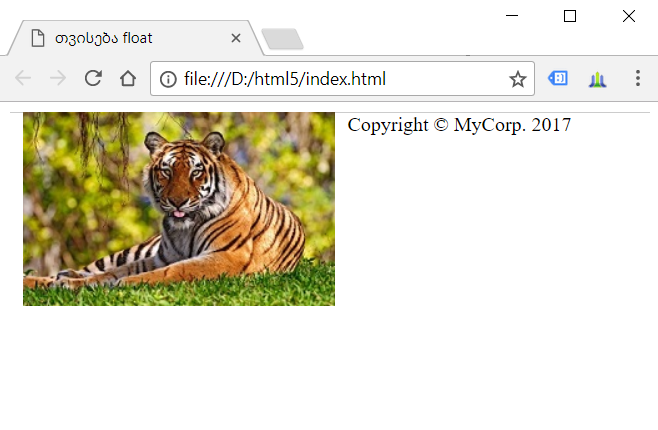 თვისება float
file:///D:/html5/index.html
Copyright © MyCorp. 2017